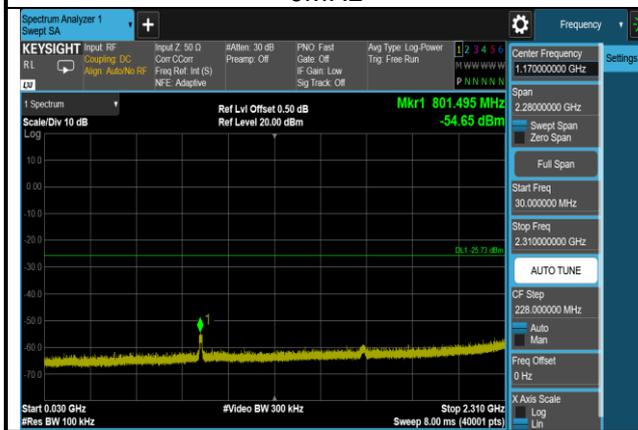 Spectrum Analyzer 1
Swept SA
+
Frequency
KEYSIGHT
RL
LXI
Input: RF
Coupling: DC
Align: Auto/No RF
Input Z: 50 Ω
Corr CCorr
Freq Ref: Int (S)
NFE: Adaptive
#Atten: 30 dB
Preamp: Off
PNO: Fast
Gate: Off
IF Gain: Low
Sig Track: Off
Avg Type: Log-Power
Trig: Free Run
1 2 3 4 5 6
M W W W W W
P N N N N N
1 Spectrum
Scale/Div 10 dB
Log
Ref Lvl Offset 0.50 dB
Ref Level 20.00 dBm
Mkr1 801.495 MHz
-54.65 dBm
10.0
0.00
-10.0
-20.0
-30.0
-40.0
-50.0
-60.0
-70.0
DL1 -25.73 dBm
1
Start 0.030 GHz
#Res BW 100 kHz
#Video BW 300 kHz
Stop 2.310 GHz
Sweep 8.00 ms (40001 pts)
Center Frequency
1.170000000 GHz
Settings
Span
2.28000000 GHz
Swept Span
Zero Span
Full Span
Start Freq
30.000000 MHz
Stop Freq
2.310000000 GHz
AUTO TUNE
CF Step
228.000000 MHz
Auto
Man
Freq Offset
0 Hz
X Axis Scale
Log
Lin